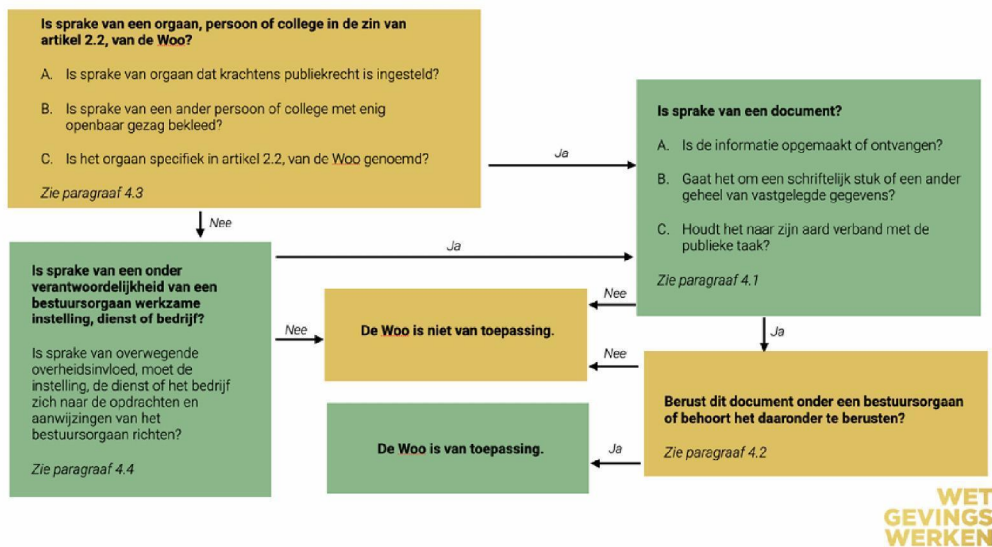 Is sprake van een orgaan, persoon of college in de zin van
artikel 2.2, van de Woo?
A. Is sprake van orgaan dat krachtens publiekrecht is ingesteld?
B. Is sprake van een ander persoon of college met enig
openbaar gezag bekleed?
C. Is het orgaan specifiek in artikel 2.2, van de Woo genoemd?
Zie paragraaf 4.3
Ja
Is sprake van een document?
A. Is de informatie opgemaakt of ontvangen?
B. Gaat het om een schriftelijk stuk of een ander
geheel van vastgelegde gegevens?
C. Houdt het naar zijn aard verband met de
publieke taak?
Zie paragraaf 4.1
Nee
Ja
Is sprake van een onder
verantwoordelijkheid van een
bestuursorgaan werkzame
instelling, dienst of bedrijf?
Is sprake van overwegende
overheidsinvloed, moet de
instelling, de dienst of het bedrijf
zich naar de opdrachten en
aanwijzingen van het
bestuursorgaan richten?
Zie paragraaf 4.4
Nee
De Woo is niet van toepassing.
Nee
Nee
Ja
Berust dit document onder een bestuursorgaan
of behoort het daaronder te berusten?
Zie paragraaf 4.2
Ja
De Woo is van toepassing.
WET
GEVINGS
WERKEN